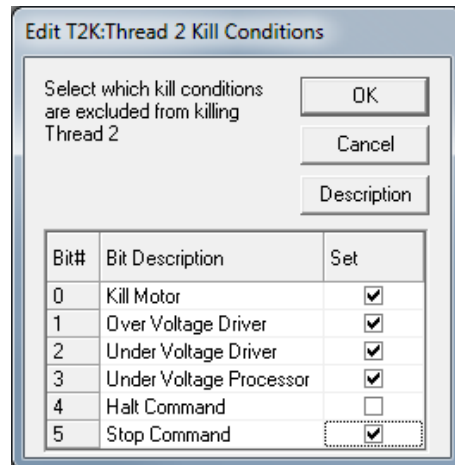 Edit T2K:Thread 2 Kill Conditions
Select which kill conditions
are excluded from killing
Thread 2
OK
Cancel
Description
Bit# Bit Description Set
0 Kill Motor
1 Over Voltage Driver
2 Under Voltage Driver
3 Under Voltage Processor
4 Halt Command
5 Stop Command